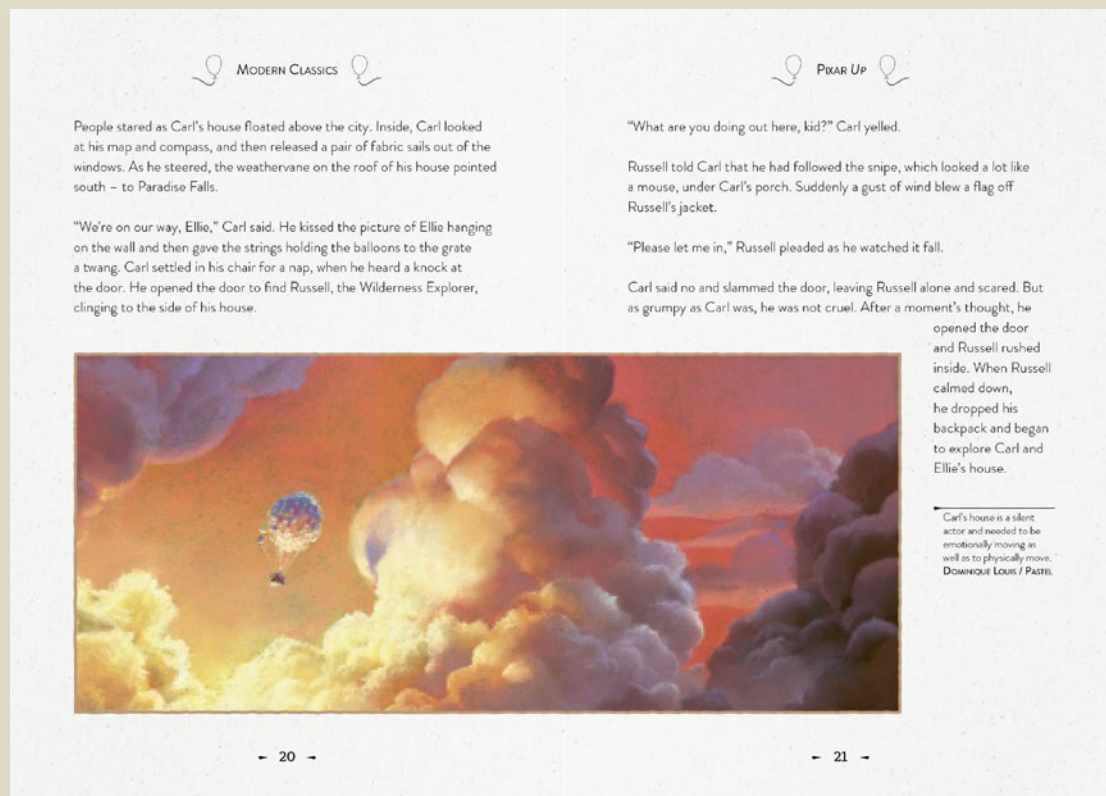 MODERN CLASSICS
People stared as Carl's house floated above the city. Inside, Carl looked
at his map and compass, and then released a pair of fabric sails out of the
windows. As he steered, the weathervane on the roof of his house pointed
south – to Paradise Falls.
“We're on our way, Ellie,” Carl said. He kissed the picture of Ellie hanging
on the wall and then gave the strings holding the balloons to the grate
a twang. Carl settled in his chair for a nap, when he heard a knock at
the door. He opened the door to find Russell, the Wilderness Explorer,
clinging to the side of his house.
20
PIXAR UP
“What are you doing out here, kid?” Carl yelled.
Russell told Carl that he had followed the snipe, which looked a lot like
a mouse, under Carl's porch. Suddenly a gust of wind blew a flag off
Russell's jacket.
“Please let me in,” Russell pleaded as he watched it fall.
Carl said no and slammed the door, leaving Russell alone and scared. But
as grumpy as Carl was, he was not cruel. After a moment's thought, he
opened the door
and Russell rushed
inside. When Russell
calmed down,
he dropped his
backpack and began
to explore Carl and
Ellie's house.
Carl's house is a silent
actor and needed to be
emotionally moving as
well as to physically move.
DOMINIQUE LOUIS / PASTEL
21